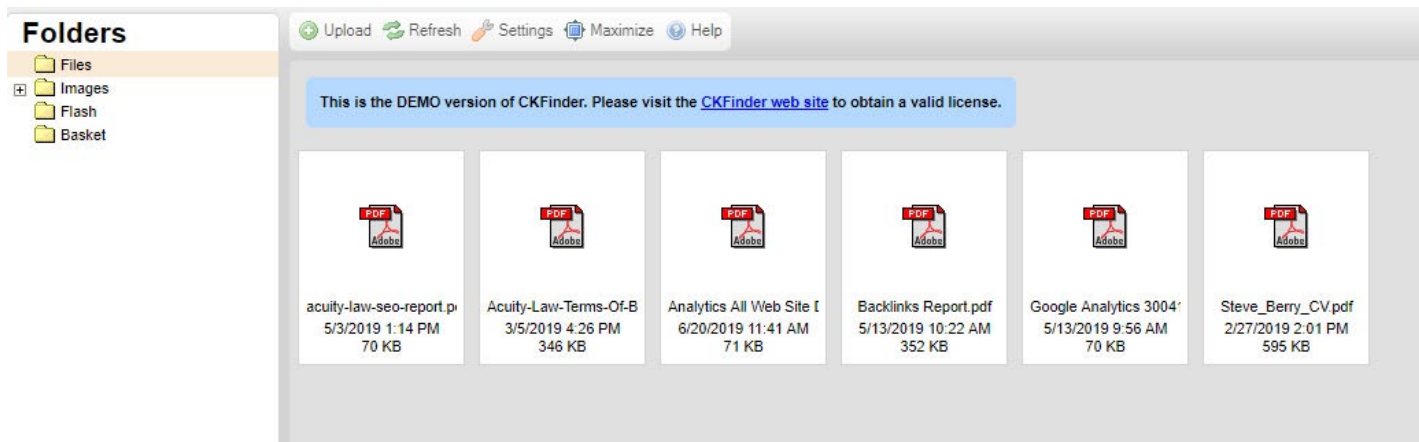 Folders
Files
Images
Flash
Basket
Upload Refresh Settings Maximize Help
This is the DEMO version of CKFinder. Please visit the CKFinder web site to obtain a valid license.
PDF Adobe
acuity-law-seo-report.p
5/3/2019 1:14 PM
70 KB
PDF Adobe
Acuity-Law-Terms-Of-B
3/5/2019 4:26 PM
346 KB
PDF Adobe
Analytics All Web Site
6/20/2019 11:41 AM
71 KB
PDF Adobe
Backlinks Report.pdf
5/13/2019 10:22 AM
352 KB
PDF Adobe
Google Analytics 3004
5/13/2019 9:56 AM
70 KB
PDF Adobe
Steve_Berry_CV.pdf
2/27/2019 2:01 PM
595 KB